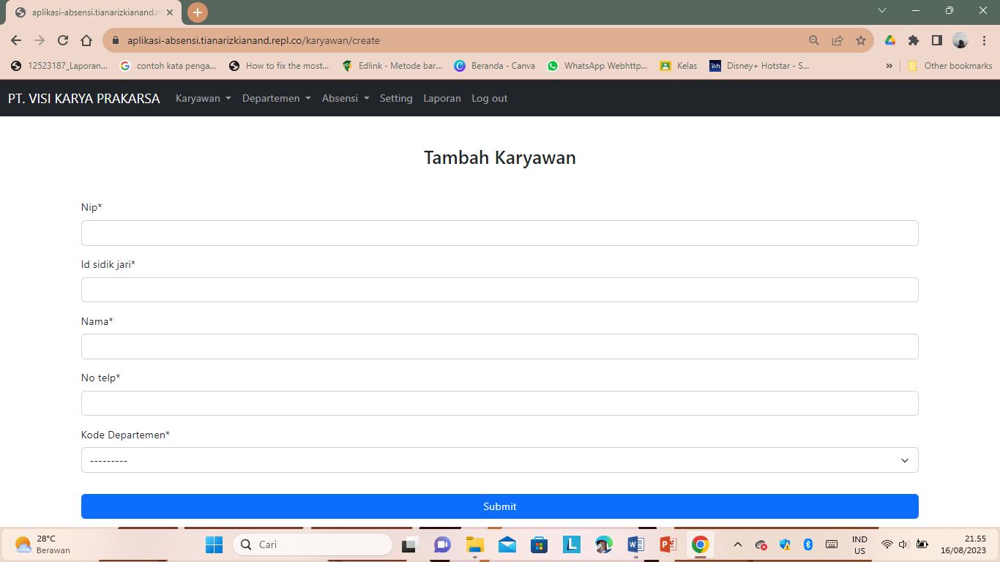 aplikasi-absensi.tianarizkianand.r
aplikasi-absensi.tianarizkianand.repl.co/karyawan/create
12523187_Laporan...
contoh kata penga...
How to fix the most...
Edlink - Metode bar...
Beranda - Canva
WhatsApp Webhttp...
Kelas
Disney+ Hotstar - S...
»
Other bookmarks
PT. VISI KARYA PRAKARSA
Karyawan
Departemen
Absensi
Setting
Laporan
Log out
Tambah Karyawan
Nip*
Id sidik jari*
Nama*
No telp*
Kode Departemen*
---------
Submit
28°C
Berawan
Cari
IND
US
21.55
16/08/2023